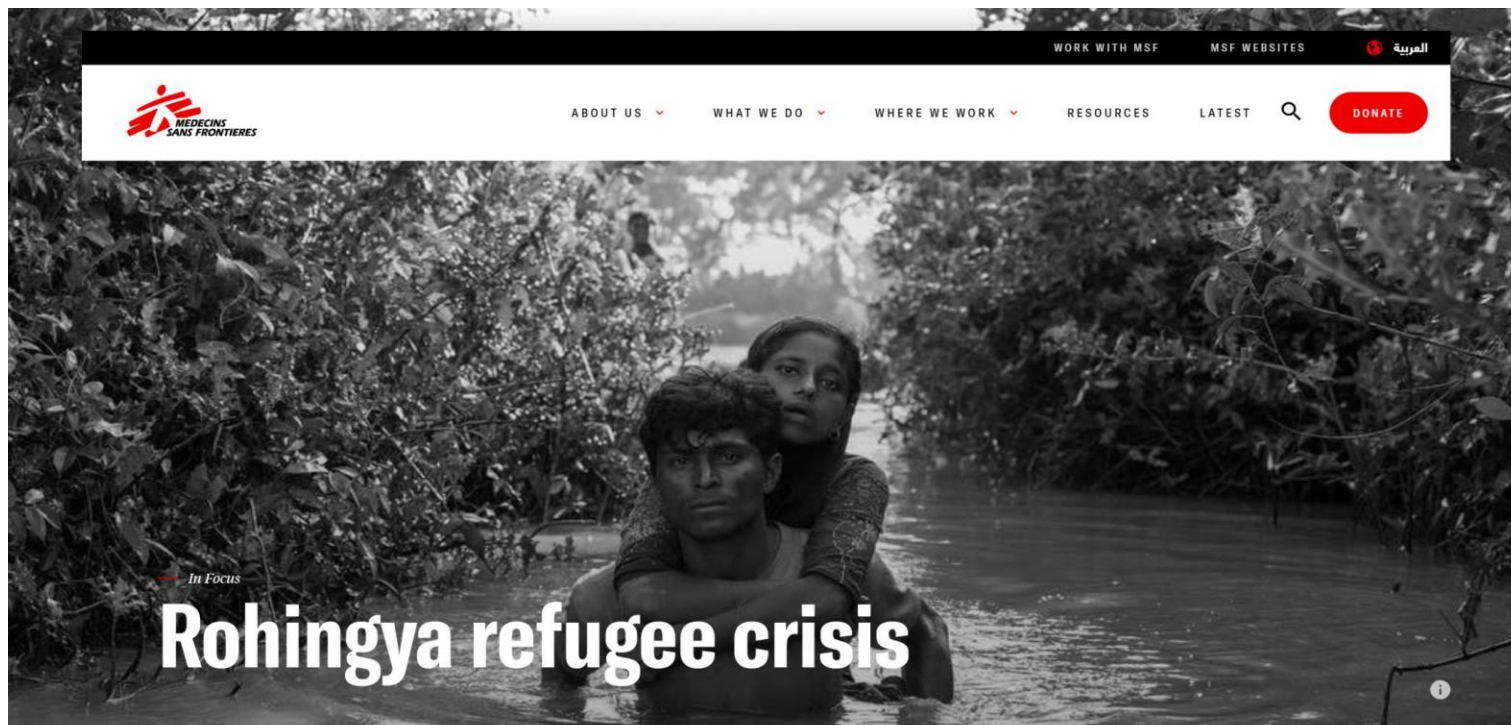 WORK WITH MSF
MSF WEBSITES
العربية
MEDECINS
SANS FRONTIERES
ABOUT US
WHAT WE DO
WHERE WE WORK
RESOURCES
LATEST
DONATE
In Focus
Rohingya refugee crisis
i